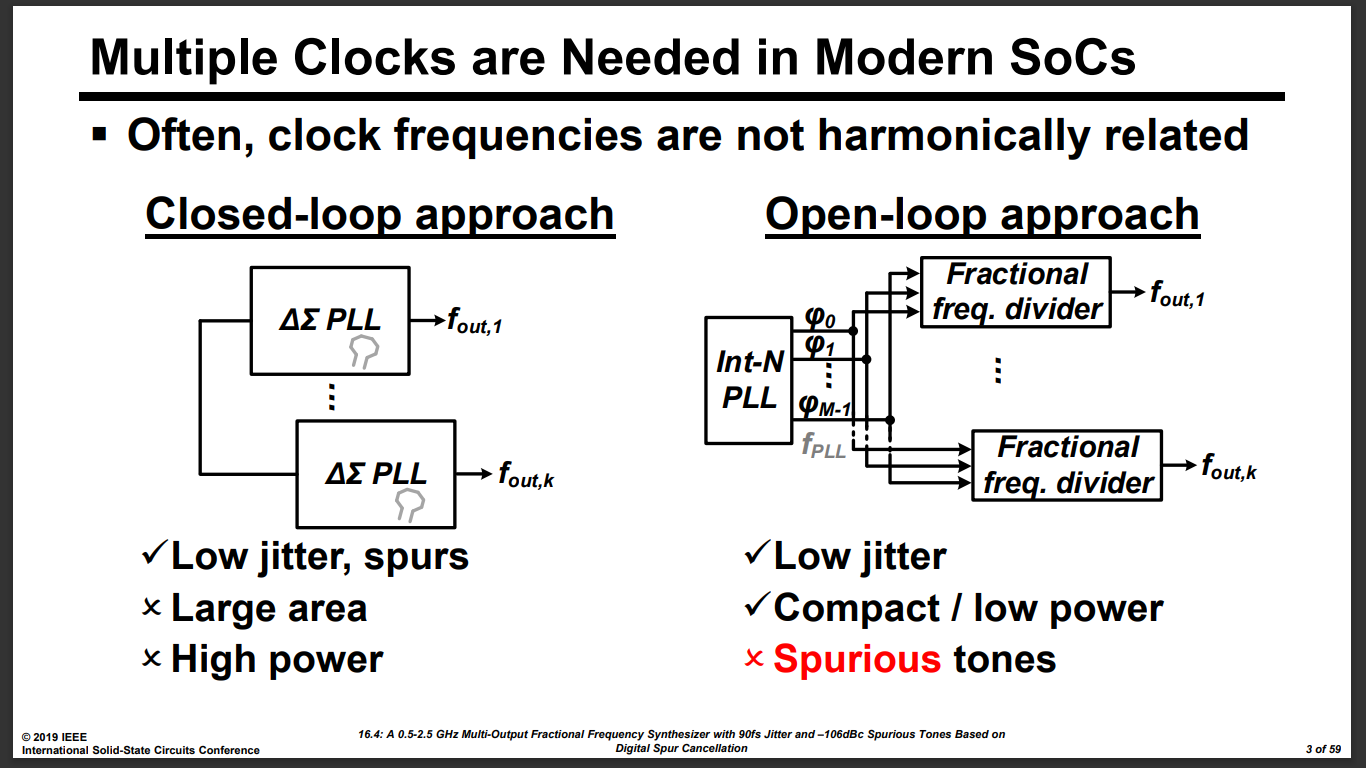 Multiple Clocks are Needed in Modern SoCs
▪ Often, clock frequencies are not harmonically related
Closed-loop approach
ΔΣ PLL
fout,1
⋮
ΔΣ PLL
fout,k
✓Low jitter, spurs
× Large area
× High power
Open-loop approach
Int-N
PLL
φ0
φ1
⋮
φM-1
fPLL
Fractional
freq. divider
fout,1
⋮
Fractional
freq. divider
fout,k
✓Low jitter
✓Compact / low power
× Spurious tones
© 2019 IEEE
International Solid-State Circuits Conference
16.4: A 0.5-2.5 GHz Multi-Output Fractional Frequency Synthesizer with 90fs Jitter and –106dBc Spurious Tones Based on
Digital Spur Cancellation
3 of 59